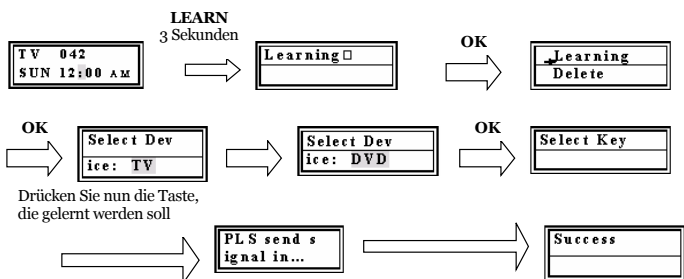 LEARN
3 Sekunden
TV 042
SUN 12:00 AM
Learning
OK
Learning
Delete
OK
Select Dev
ice: TV
Select Dev
ice: DVD
OK
Select Key
Drücken Sie nun die Taste,
die gelernt werden soll
PLS send s
ignal in...
Success